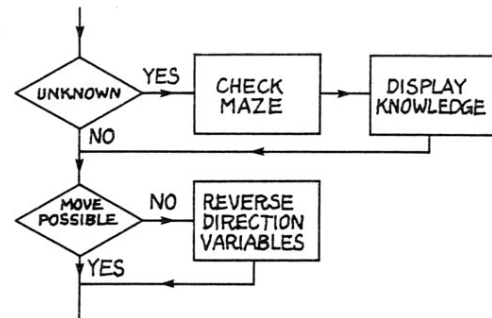 UNKNOWN
YES
CHECK
MAZE
DISPLAY
KNOWLEDGE
NO
MOVE
POSSIBLE
NO
REVERSE
DIRECTION
VARIABLES
YES